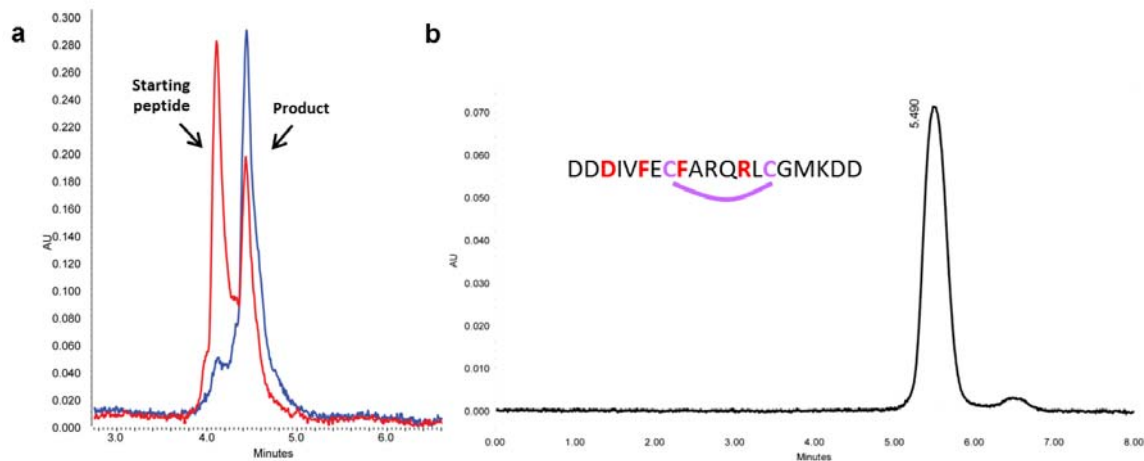 a
0.300
0.280
0.260
0.240
0.220
0.200
0.180
0.160
0.140
0.120
0.100
0.080
0.060
0.040
0.020
0.000
AU
Starting
peptide
Product
3.0 4.0 5.0 6.0
Minutes
b
0.070
0.060
0.050
0.040
0.030
0.020
0.010
0.000
AU
5.490
DDDIVFECFARQRLCGMKDD
0.00 1.00 2.00 3.00 4.00 5.00 6.00 7.00 8.00
Minutes